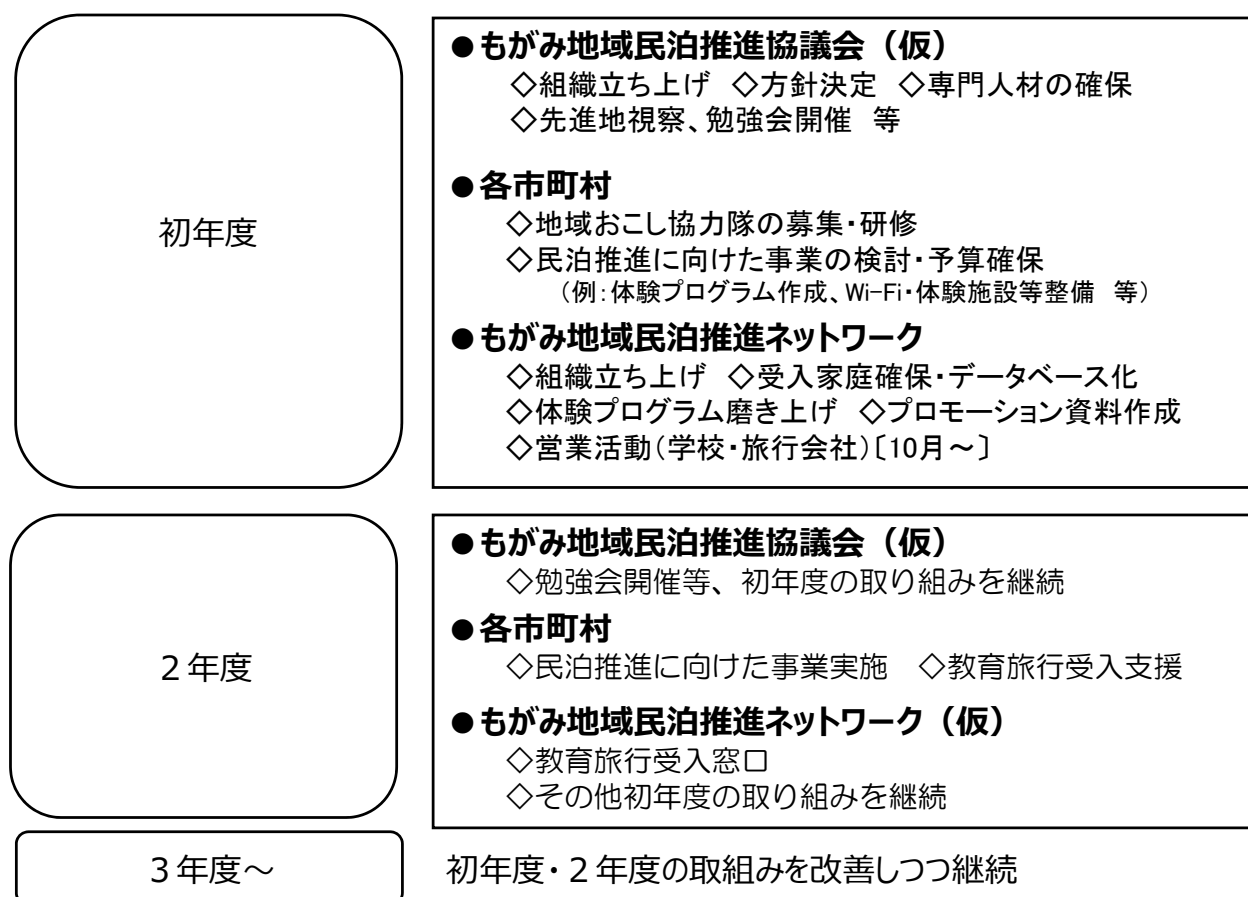 初年度
●もがみ地域民泊推進協議会（仮）
◇組織立ち上げ ◇方針決定 ◇専門人材の確保
◇先進地視察、勉強会開催 等
●各市町村
◇地域おこし協力隊の募集・研修
◇民泊推進に向けた事業の検討・予算確保
（例：体験プログラム作成、Wi-Fi・体験施設等整備 等）
●もがみ地域民泊推進ネットワーク
◇組織立ち上げ ◇受入家庭確保・データベース化
◇体験プログラム磨き上げ ◇プロモーション資料作成
◇営業活動（学校・旅行会社）〔10月～〕
２年度
●もがみ地域民泊推進協議会（仮）
◇勉強会開催等、初年度の取り組みを継続
●各市町村
◇民泊推進に向けた事業実施 ◇教育旅行受入支援
●もがみ地域民泊推進ネットワーク（仮）
◇教育旅行受入窓口
◇その他初年度の取り組みを継続
３年度～
初年度・２年度の取組みを改善しつつ継続